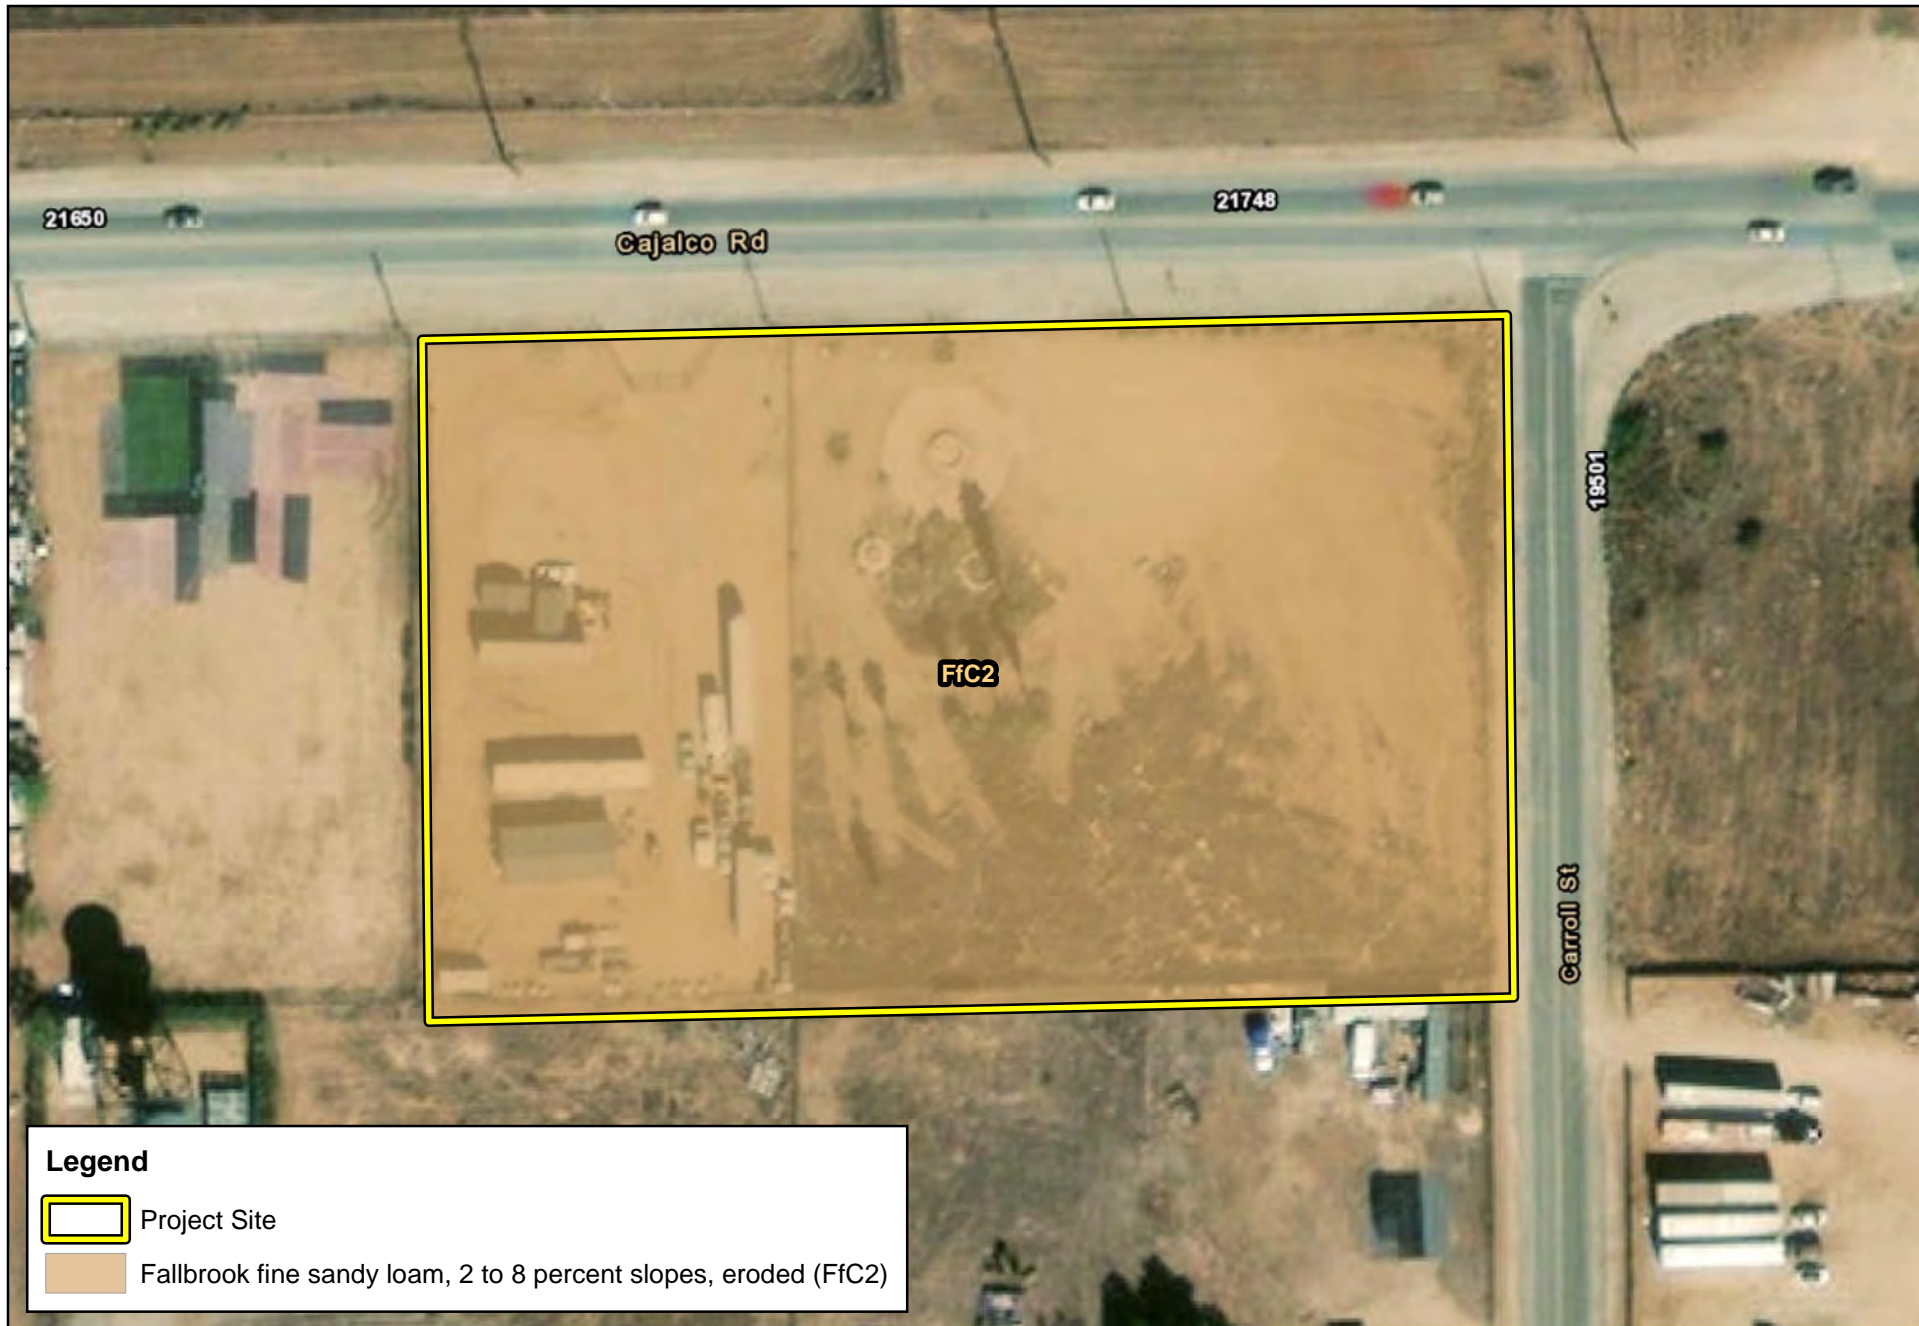 21650
21748
Cajalco Rd
19501
FfC2
Carroll St
Legend
Project Site
Fallbrook fine sandy loam, 2 to 8 percent slopes, eroded (FfC2)